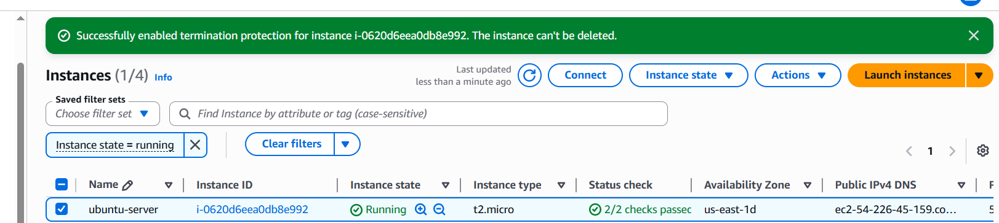 Successfully enabled termination protection for instance i-0620d6eea0db8e992. The instance can't be deleted.
Instances (1/4) Info
Last updated
less than a minute ago
Connect
Instance state
Actions
Launch instances
Saved filter sets
Choose filter set
Find Instance by attribute or tag (case-sensitive)
Instance state = running
Clear filters
1
Name Instance ID Instance state Instance type Status check Availability Zone Public IPv4 DNS
ubuntu-server i-0620d6eea0db8e992 Running t2.micro 2/2 checks passec us-east-1d ec2-54-226-45-159.co...